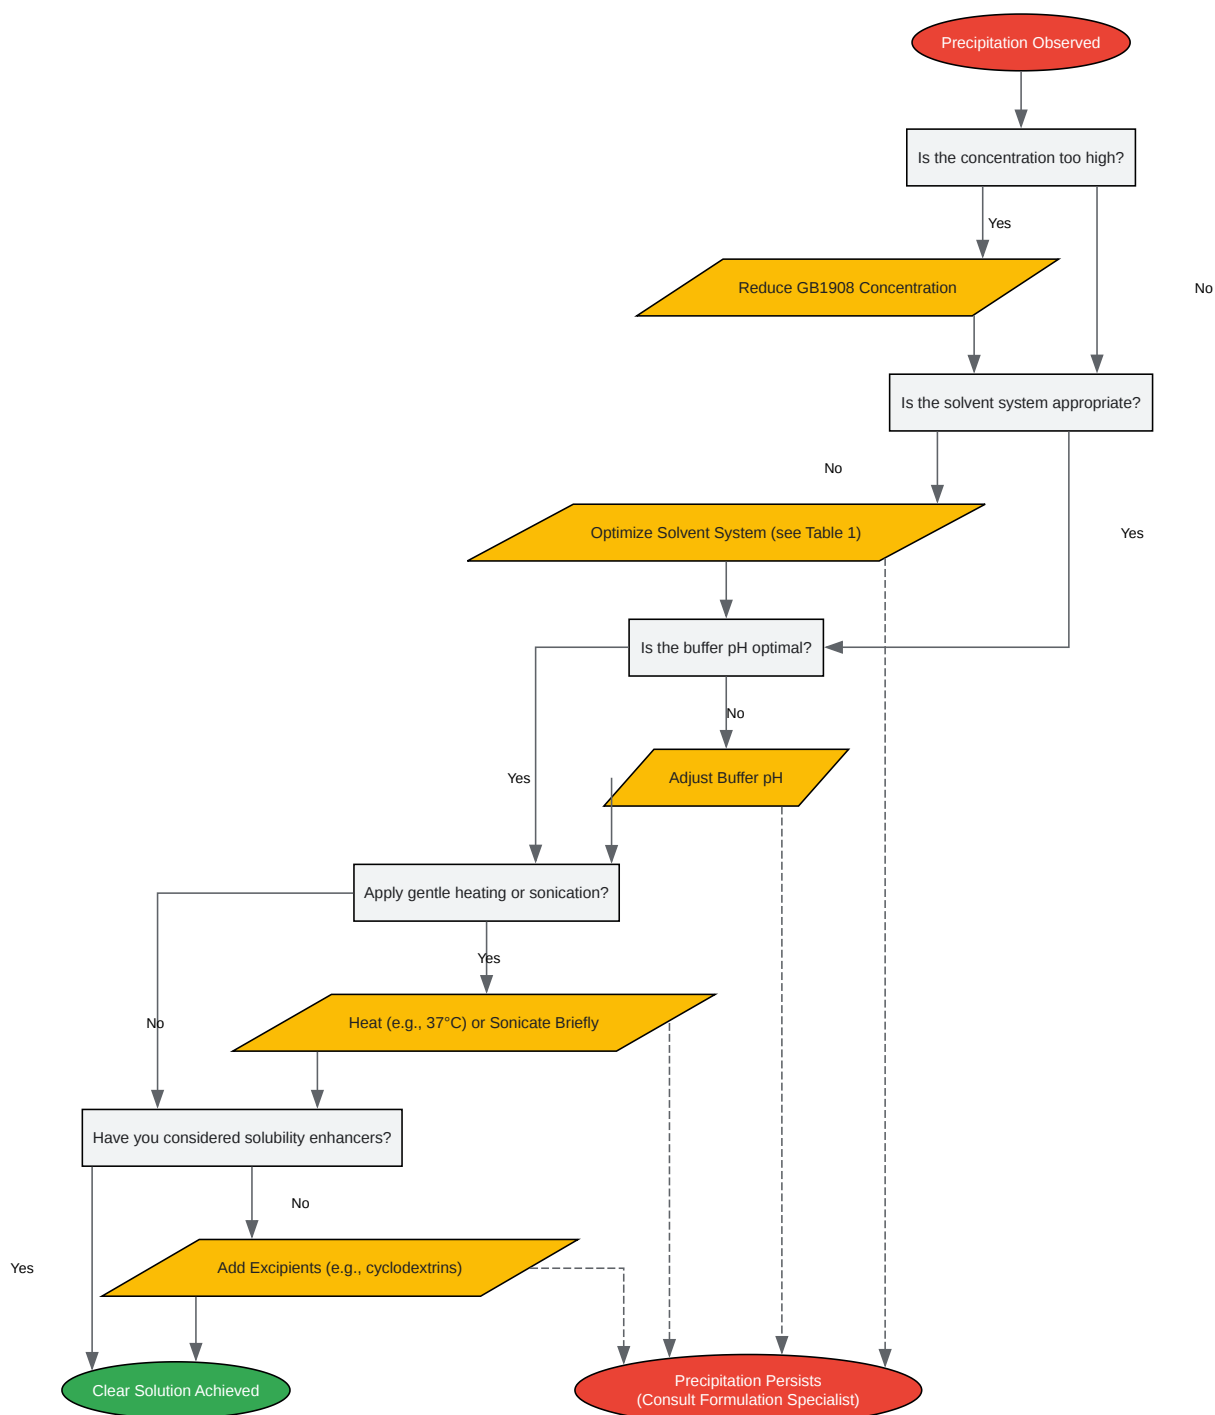 Precipitation Observed
Is the concentration too high?
Yes
Reduce GB1908 Concentration
No
Is the solvent system appropriate?
No
Optimize Solvent System (see Table 1)
Yes
Is the buffer pH optimal?
No
Yes
Adjust Buffer pH
Apply gentle heating or sonication?
Yes
No
Heat (e.g., 37°C) or Sonicate Briefly
Have you considered solubility enhancers?
No
Yes
Add Excipients (e.g., cyclodextrins)
Clear Solution Achieved
Precipitation Persists
(Consult Formulation Specialist)